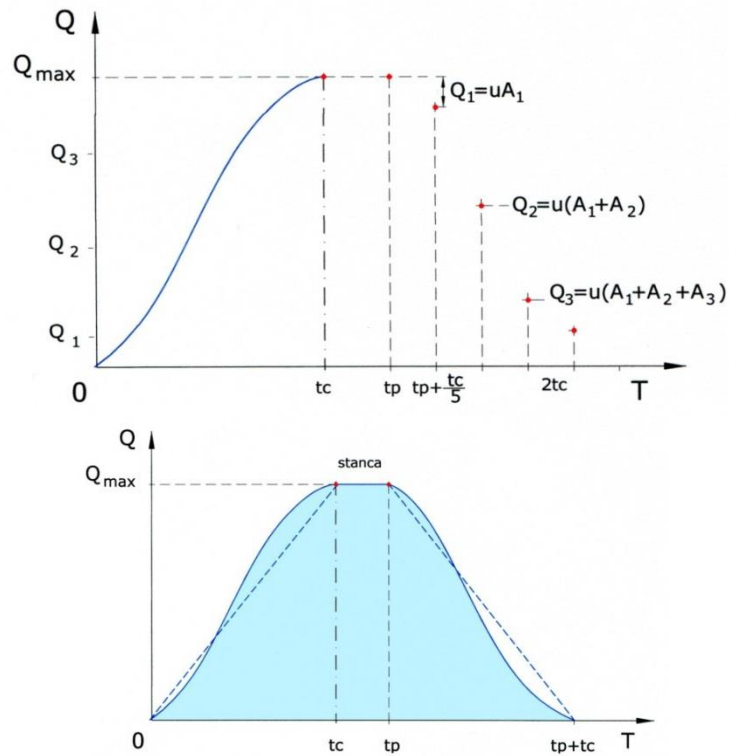 Q
Qmax
Q1=uA1
Q3
Q2=u(A1+A2)
Q2
Q3=u(A1+A2+A3)
Q1
0
tc
tp
tp+tc/5
2tc
T
Q
stanca
Qmax
0
tc
tp
T
tp+tc